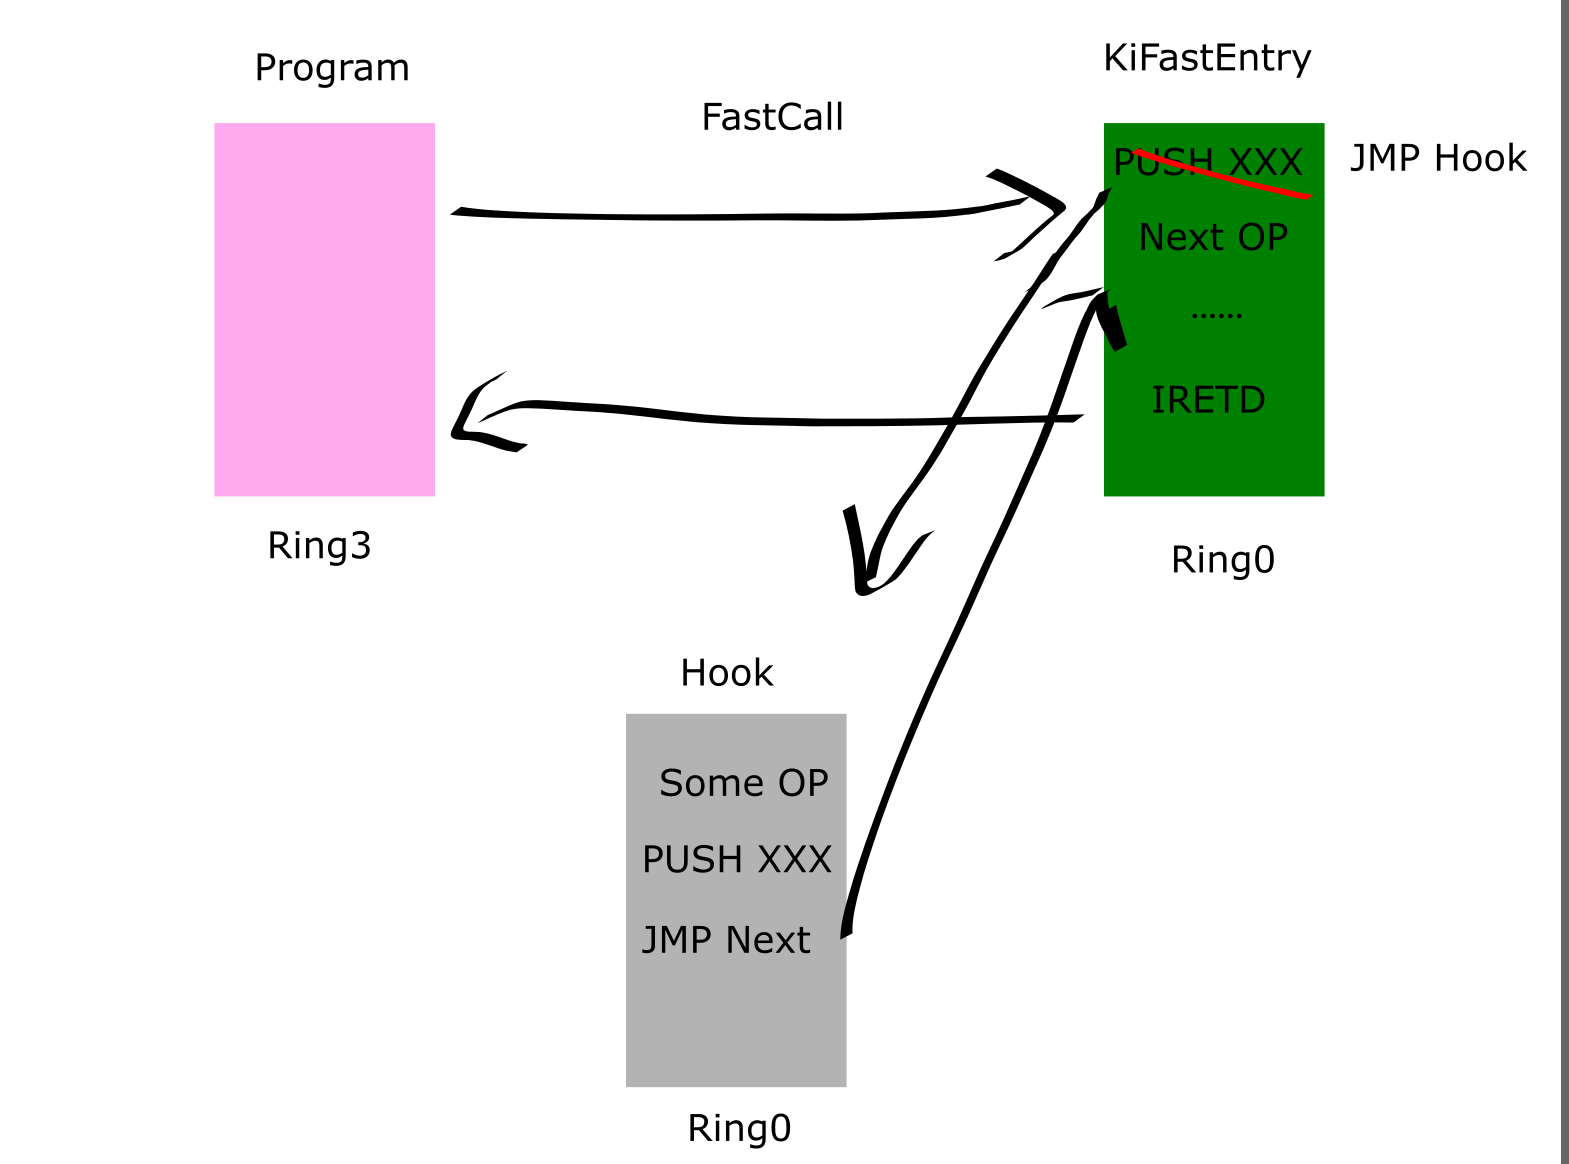 Program
FastCall
KiFastEntry
PUSH XXX
JMP Hook
Next OP
......
IRETD
Ring3
Ring0
Hook
Some OP
PUSH XXX
JMP Next
Ring0